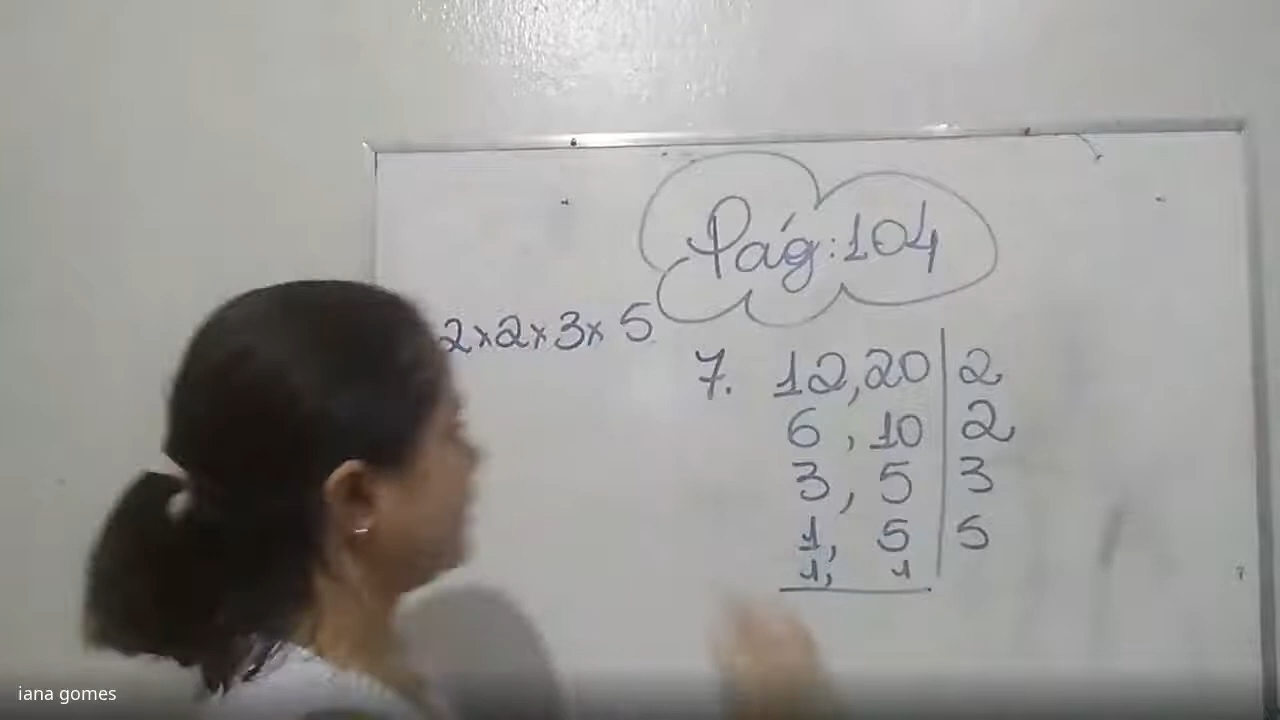 Pág:104
2x2x3x5
7. 12,20|2
6,10|2
3,5|3
1,5|5
1,1
iana gomes